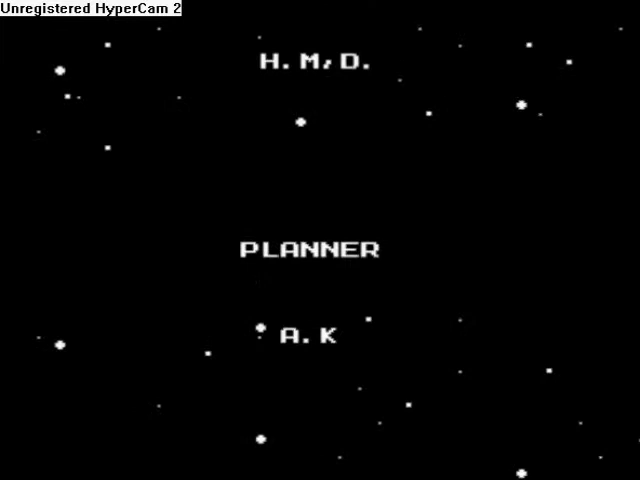 Unregistered HyperCam 2
H. M, D.
PLANNER
A. K